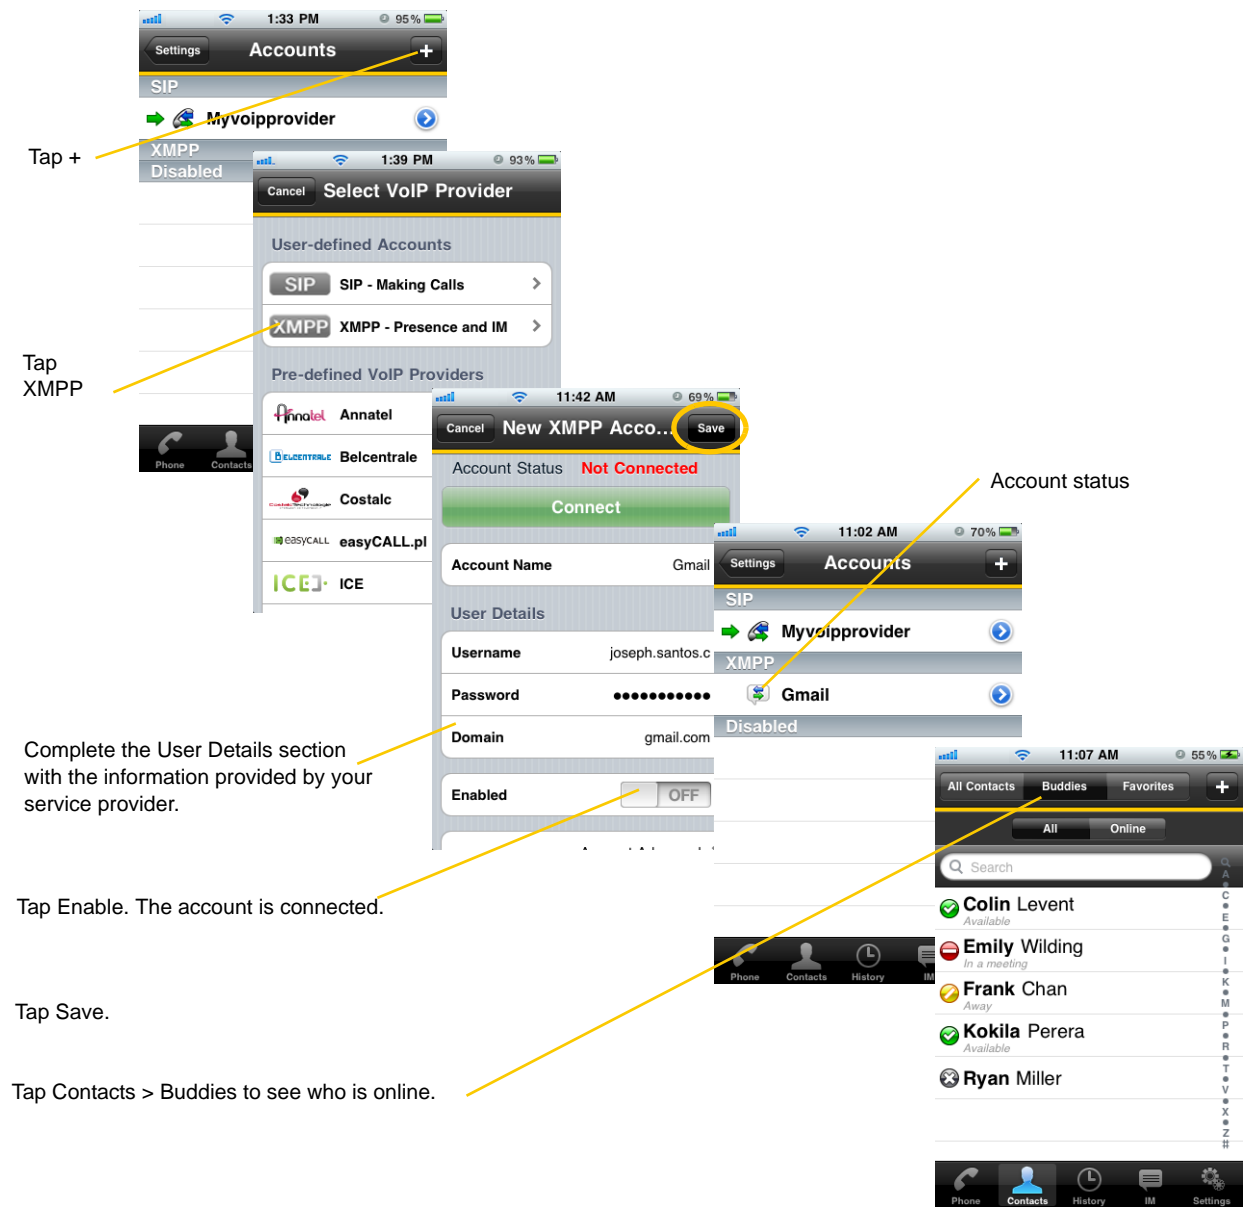 1:33 PM 95%
Settings Accounts +
SIP
Myvoipprovider
XMPP
Disabled
Phone Contacts
Tap +
1:39 PM 93%
Cancel Select VoIP Provider
User-defined Accounts
SIP SIP - Making Calls
XMPP XMPP - Presence and IM
Pre-defined VoIP Providers
Annatel Annatel
BELCENTRALE Belcentrale
Costalc
easyCALL easyCALL.pl
ICE ICE
Tap
XMPP
11:42 AM 69%
Cancel New XMPP Acco... Save
Account Status Not Connected
Connect
Account Name Gmail
User Details
Username joseph.santos.c
Password
Domain gmail.com
Enabled OFF
Account status
11:02 AM 70%
Settings Accounts +
SIP
Myvoipprovider
XMPP
Gmail
Disabled
Phone Contacts History IM
Complete the User Details section
with the information provided by your
service provider.
Tap Enable. The account is connected.
Tap Save.
Tap Contacts > Buddies to see who is online.
11:07 AM 55%
All Contacts Buddies Favorites +
All Online
Search
Colin Levent
Available
Emily Wilding
In a meeting
Frank Chan
Away
Kokila Perera
Available
Ryan Miller
A
C
E
G
I
K
M
P
R
T
V
X
Z
#
Phone Contacts History IM Settings